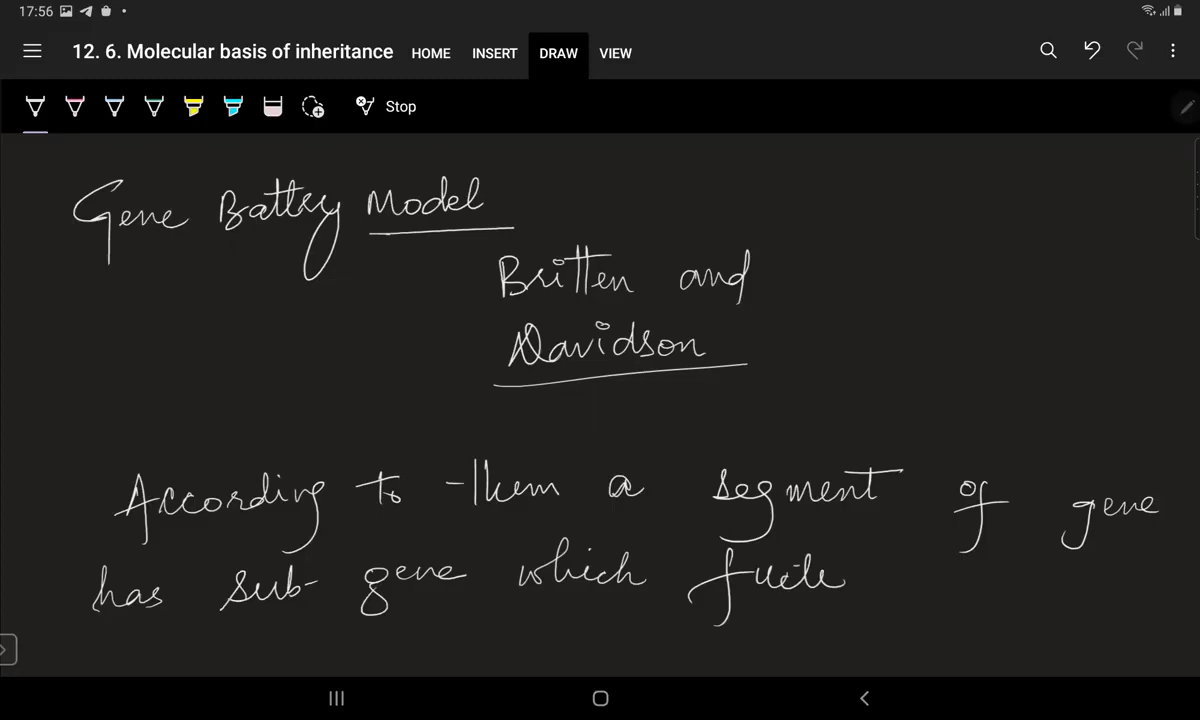 17:56
12. 6. Molecular basis of inheritance HOME INSERT DRAW VIEW
Stop
Gene Battery Model
Britten and
Davidson
According to them a segment of gene
has sub- gene which